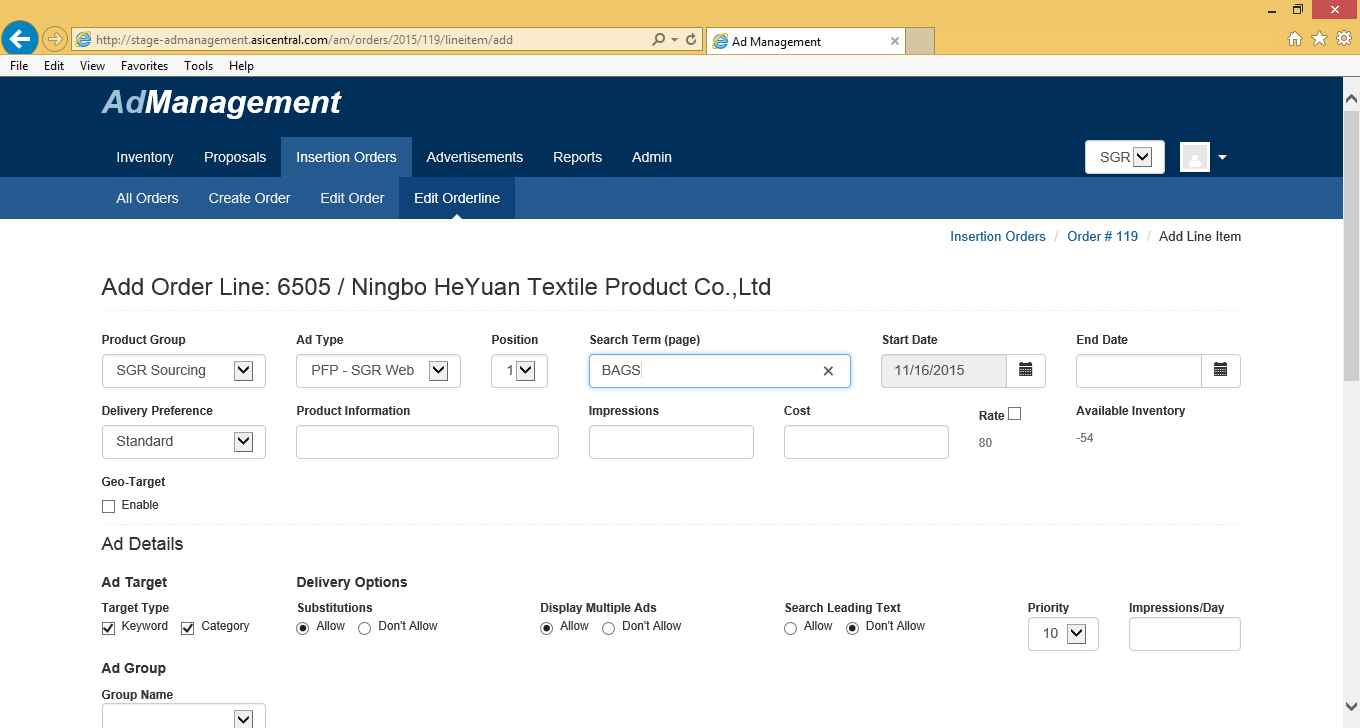 http://stage-admanagement.asicentral.com/am/orders/2015/119/lineitem/add
Ad Management
File Edit View Favorites Tools Help
AdManagement
Inventory Proposals Insertion Orders Advertisements Reports Admin SGR
All Orders Create Order Edit Order Edit Orderline
Insertion Orders / Order # 119 / Add Line Item
Add Order Line: 6505 / Ningbo HeYuan Textile Product Co.,Ltd
Product Group Ad Type Position Search Term (page) Start Date End Date
SGR Sourcing PFP - SGR Web 1 BAGS 11/16/2015
Delivery Preference Product Information Impressions Cost Rate Available Inventory
Standard 80 -54
Geo-Target
Enable
Ad Details
Ad Target Delivery Options
Target Type Substitutions Display Multiple Ads Search Leading Text Priority Impressions/Day
Keyword Category Allow Don't Allow Allow Don't Allow Allow Don't Allow 10
Ad Group
Group Name